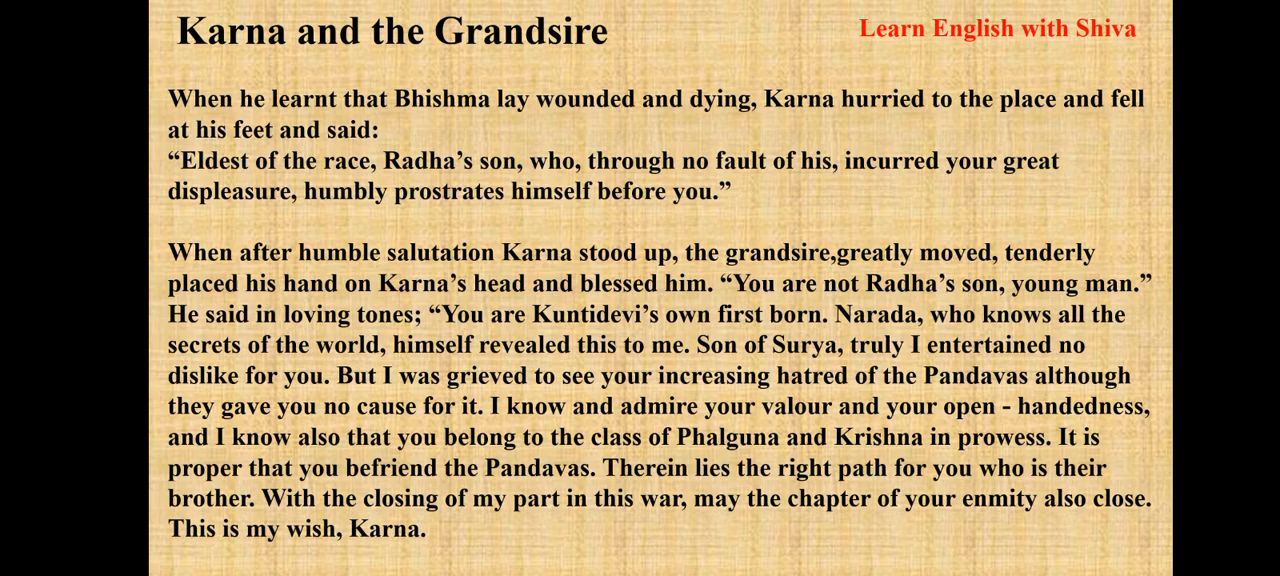 Karna and the Grandsire
Learn English with Shiva
When he learnt that Bhishma lay wounded and dying, Karna hurried to the place and fell
at his feet and said:
“Eldest of the race, Radha’s son, who, through no fault of his, incurred your great
displeasure, humbly prostrates himself before you.”
When after humble salutation Karna stood up, the grandsire,greatly moved, tenderly
placed his hand on Karna’s head and blessed him. “You are not Radha’s son, young man.”
He said in loving tones; “You are Kuntidevi’s own first born. Narada, who knows all the
secrets of the world, himself revealed this to me. Son of Surya, truly I entertained no
dislike for you. But I was grieved to see your increasing hatred of the Pandavas although
they gave you no cause for it. I know and admire your valour and your open - handedness,
and I know also that you belong to the class of Phalguna and Krishna in prowess. It is
proper that you befriend the Pandavas. Therein lies the right path for you who is their
brother. With the closing of my part in this war, may the chapter of your enmity also close.
This is my wish, Karna.